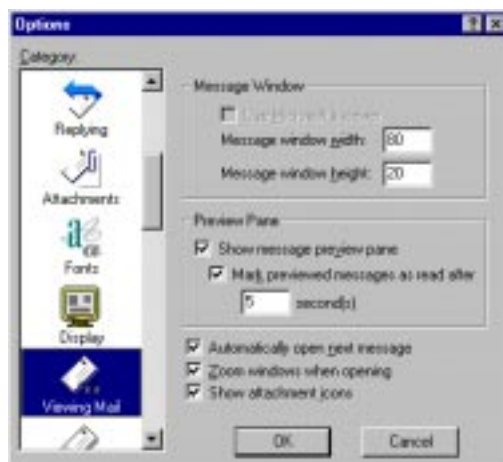 Options
Category:
Replying
Attachments
Fonts
Display
Viewing Mail
Message Window
Message window width: 80
Message window height: 20
Preview Pane
Show message preview pane
Mark previewed messages as read after
5 second(s)
Automatically open next message
Zoom windows when opening
Show attachment icons
OK
Cancel